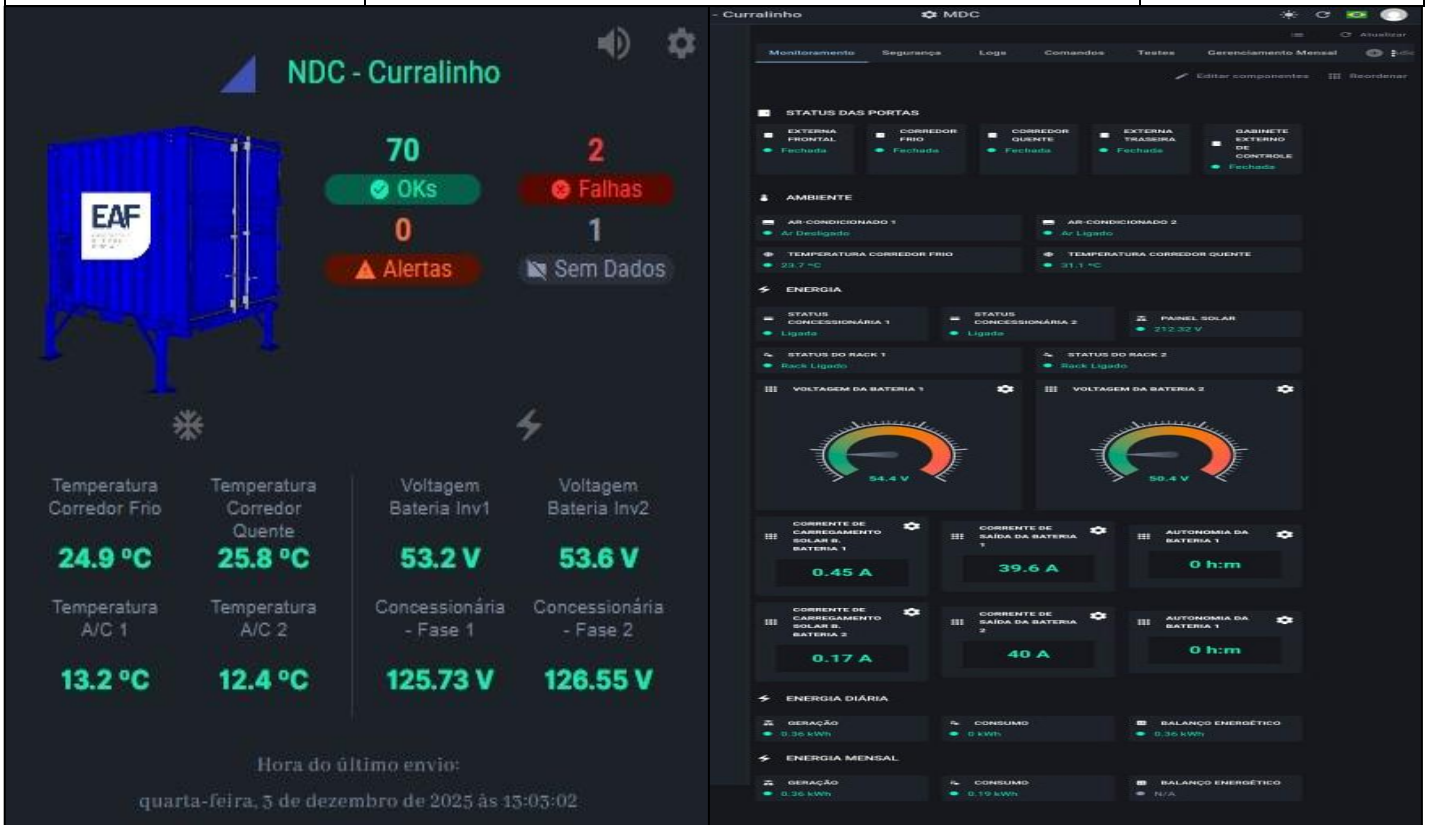 NDC - Curralinho
70
2
OKs
Falhas
EAF
0
1
Alertas
Sem Dados
Temperatura
Corredor Frio
Temperatura
Corredor
Quente
Voltagem
Bateria Inv1
Voltagem
Bateria Inv2
24.9 ºC
25.8 ºC
53.2 V
53.6 V
Temperatura
A/C 1
Temperatura
A/C 2
Concessionária
- Fase 1
Concessionária
- Fase 2
13.2 ºC
12.4 ºC
125.73 V
126.55 V
Hora do último envio:
quarta-feira, 3 de dezembro de 2025 às 13:03:02
- Curralinho
MDC
Atualizar
Monitoramento
Segurança
Logs
Comandos
Testes
Gerenciamento Mensal
Editar componentes
Reordenar
STATUS DAS PORTAS
EXTERNA
FRONTAL
Fechada
CORREDOR
FRIO
Fechada
CORREDOR
QUENTE
Fechada
EXTERNA
TRASEIRA
Fechada
GABINETE
EXTERNO
DE
CONTROLE
Fechada
AMBIENTE
AR-CONDICIONADO 1
Ar Desligado
AR-CONDICIONADO 2
Ar Ligado
TEMPERATURA CORREDOR FRIO
23.7 ºC
TEMPERATURA CORREDOR QUENTE
31.1 ºC
ENERGIA
STATUS
CONCESSIONÁRIA 1
Ligada
STATUS
CONCESSIONÁRIA 2
Ligada
PAINEL SOLAR
212.32 V
STATUS DO RACK 1
Rack Ligado
STATUS DO RACK 2
Rack Ligado
VOLTAGEM DA BATERIA 1
54.4 V
VOLTAGEM DA BATERIA 2
50.4 V
CORRENTE DE
CARREGAMENTO
SOLAR B.
BATERIA 1
0.45 A
CORRENTE DE
SAÍDA DA BATERIA
1
39.6 A
AUTONOMIA DA
BATERIA 1
0 h:m
CORRENTE DE
CARREGAMENTO
SOLAR B.
BATERIA 2
0.17 A
CORRENTE DE
SAÍDA DA BATERIA
2
40 A
AUTONOMIA DA
BATERIA 1
0 h:m
ENERGIA DIÁRIA
GERAÇÃO
0.36 kWh
CONSUMO
0 kWh
BALANÇO ENERGÉTICO
0.36 kWh
ENERGIA MENSAL
GERAÇÃO
0.36 kWh
CONSUMO
0.19 kWh
BALANÇO ENERGÉTICO
N/A